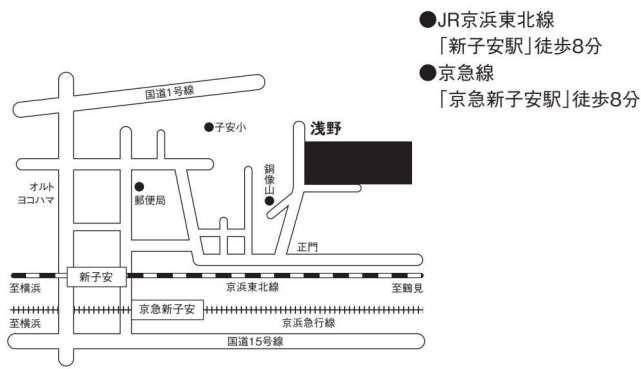 ●JR京浜東北線
「新子安駅」徒歩8分
●京急線
「京急新子安駅」徒歩8分
国道1号線
●子安小
浅野
オルト
ヨコハマ
郵便局
銅像山
正門
新子安
至横浜
京浜東北線
至鶴見
京急新子安
至横浜
京浜急行線
国道15号線